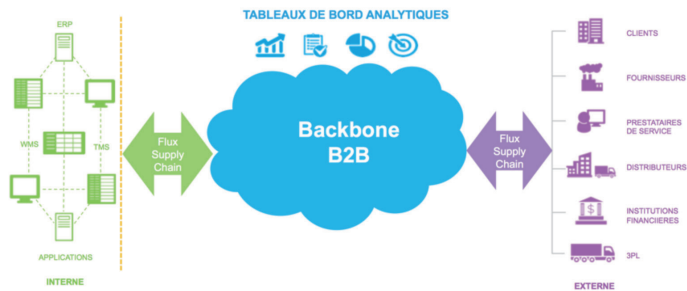 TABLEAUX DE BORD ANALYTIQUES
ERP
WMS
TMS
APPLICATIONS
INTERNE
Flux
Supply
Chain
Backbone
B2B
Flux
Supply
Chain
CLIENTS
FOURNISSEURS
PRESTATAIRES
DE SERVICE
DISTRIBUTEURS
$
INSTITUTIONS
FINANCIIERES
3PL
EXTERNE